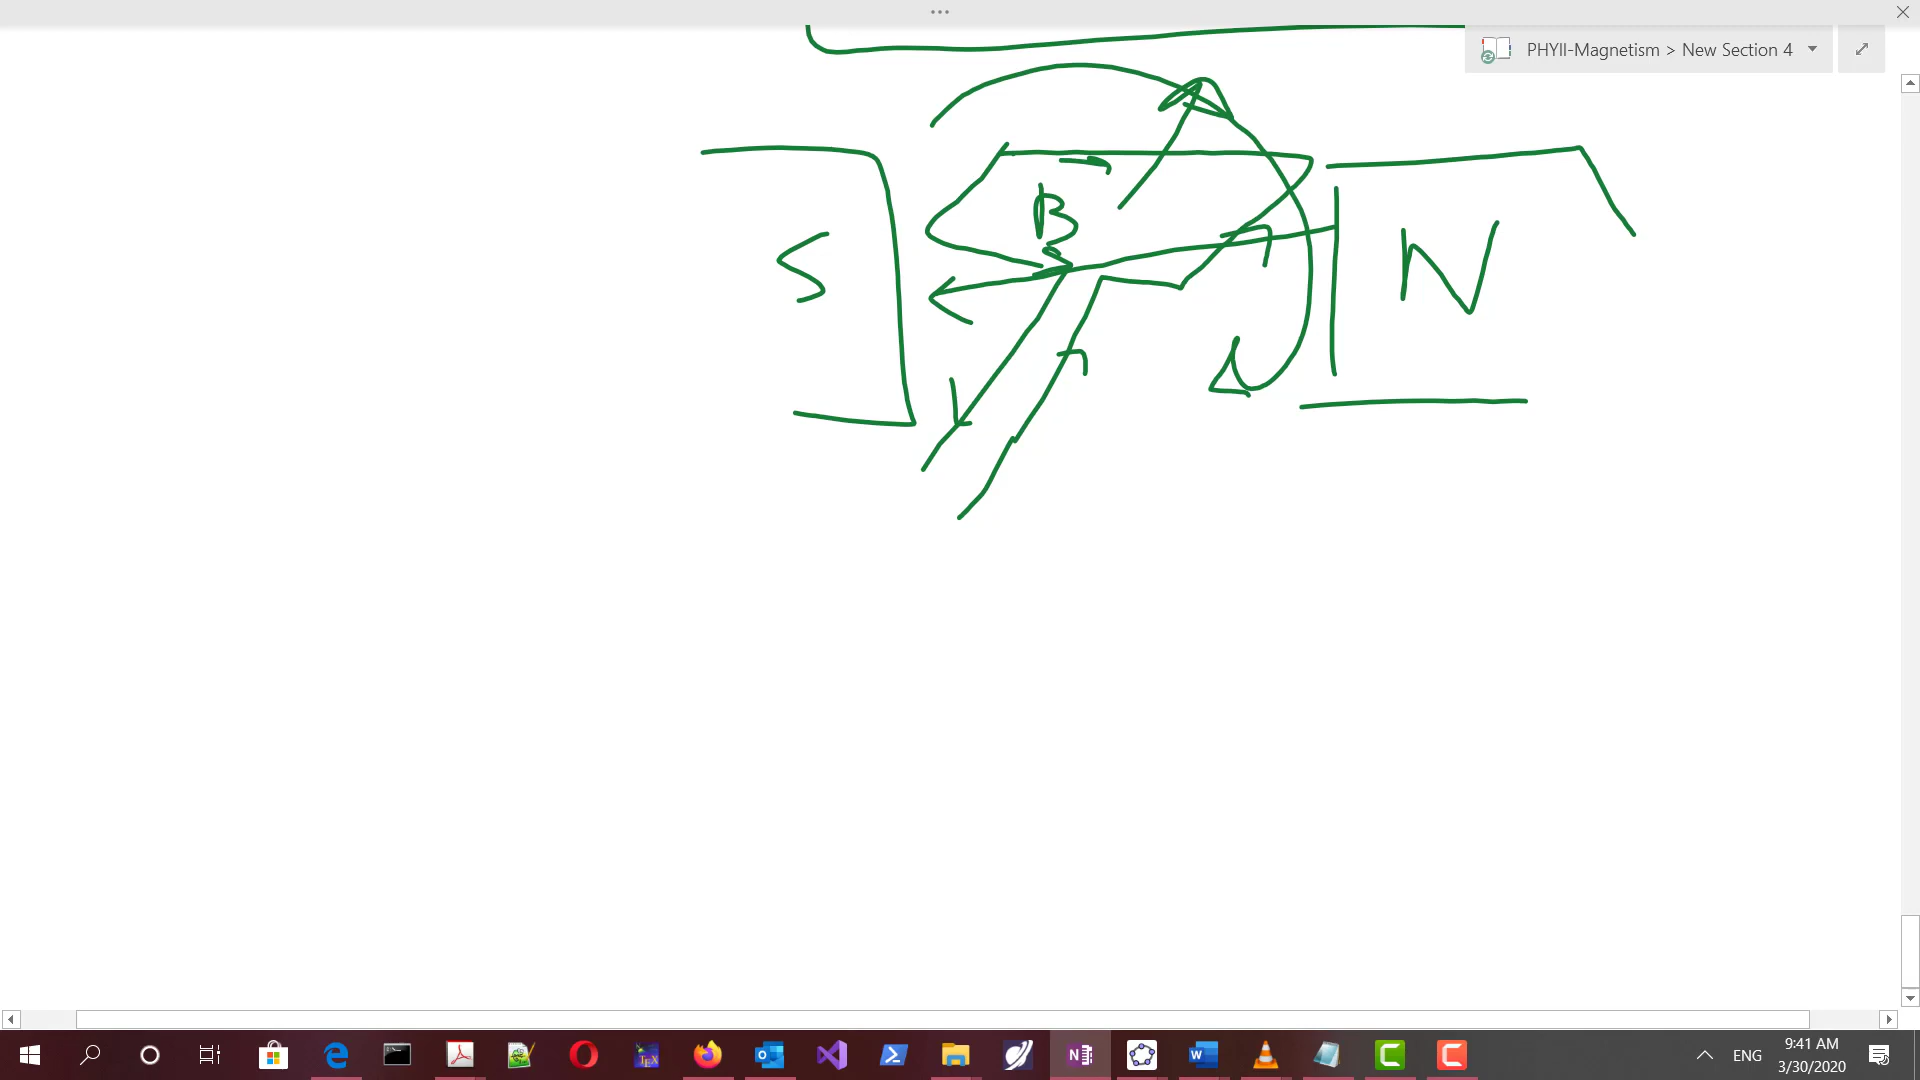 PHYII-Magnetism > New Section 4
B
S
N
ENG
9:41 AM
3/30/2020